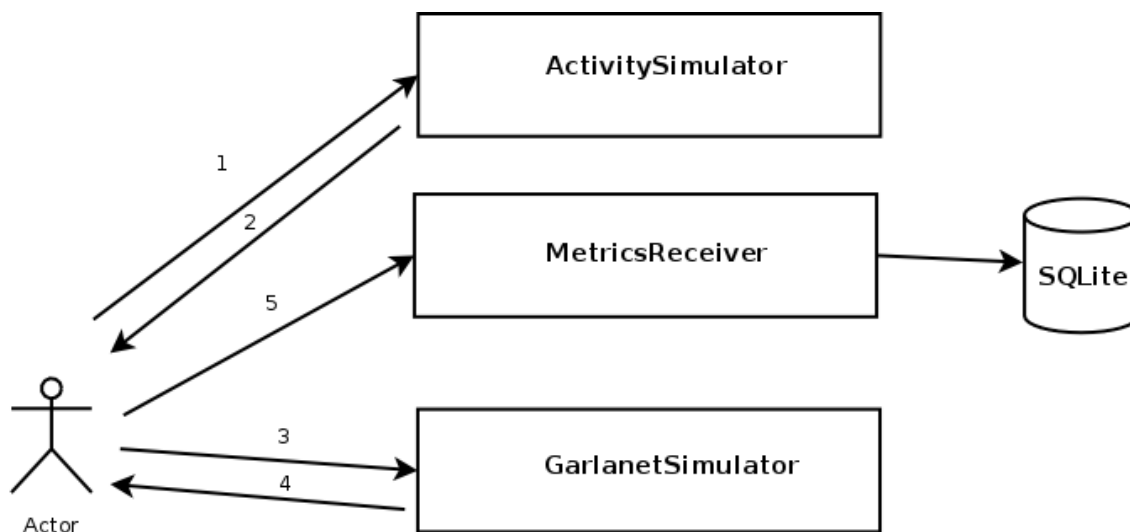 ActivitySimulator
1
2
MetricsReceiver
SQLite
5
3
GarlanetSimulator
4
Actor